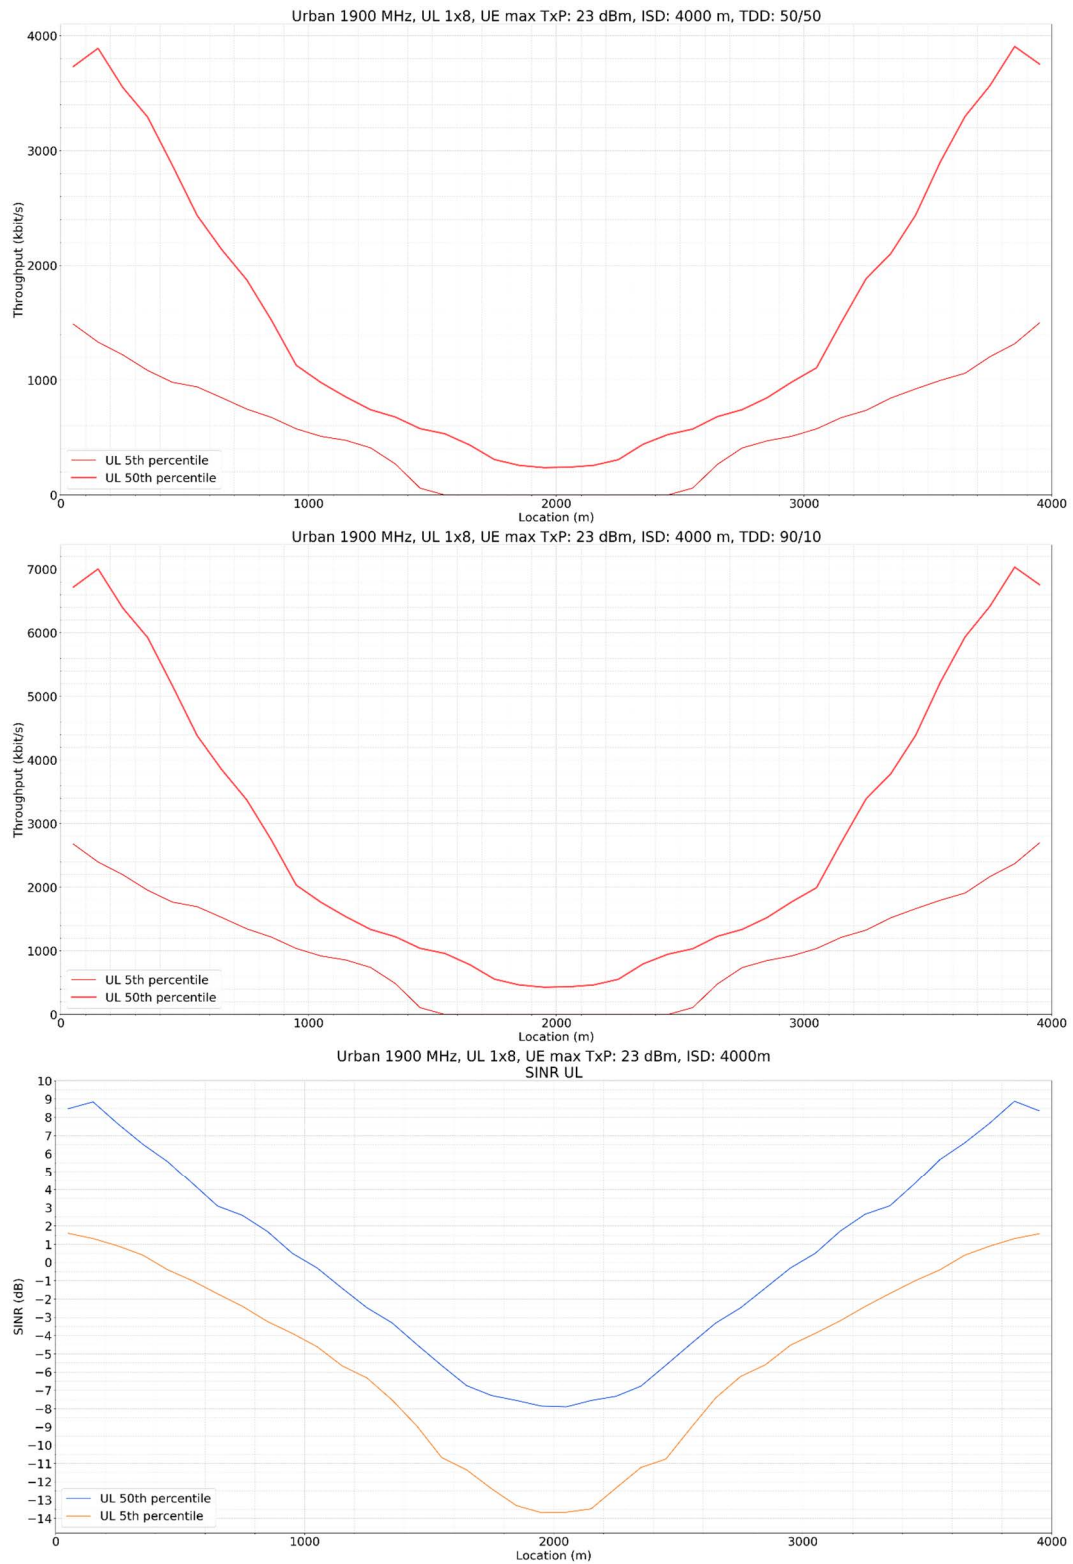 Urban 1900 MHz, UL 1x8, UE max TxP: 23 dBm, ISD: 4000 m, TDD: 50/50
4000
3000
2000
1000
0
Throughput (kbit/s)
UL 5th percentile
UL 50th percentile
0 1000 2000 3000 4000
Location (m)
Urban 1900 MHz, UL 1x8, UE max TxP: 23 dBm, ISD: 4000 m, TDD: 90/10
7000
6000
5000
4000
3000
2000
1000
0
Throughput (kbit/s)
UL 5th percentile
UL 50th percentile
0 1000 2000 3000 4000
Location (m)
Urban 1900 MHz, UL 1x8, UE max TxP: 23 dBm, ISD: 4000m
SINR UL
10
9
8
7
6
5
4
3
2
1
0
−1
−2
−3
−4
−5
−6
−7
−8
−9
−10
−11
−12
−13
−14
SINR (dB)
UL 50th percentile
UL 5th percentile
0 1000 2000 3000 4000
Location (m)